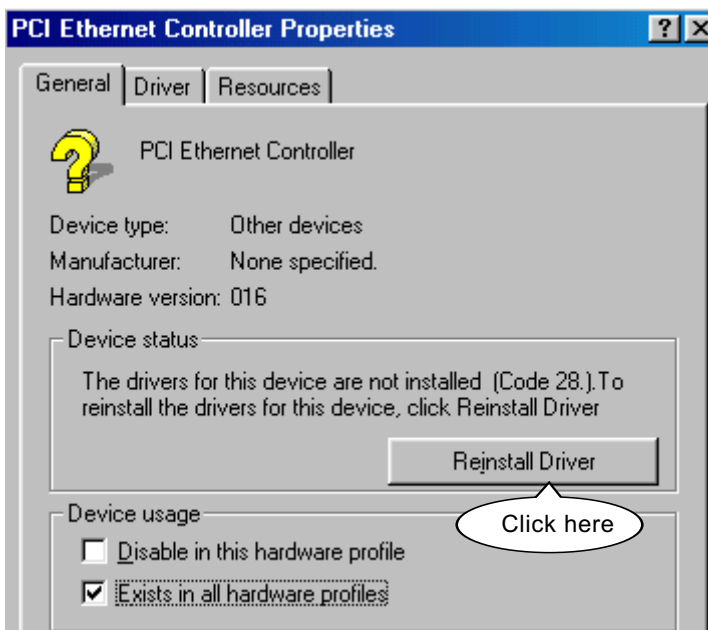 PCI Ethernet Controller Properties
General Driver Resources
PCI Ethernet Controller
Device type: Other devices
Manufacturer: None specified.
Hardware version: 016
Device status
The drivers for this device are not installed (Code 28.).To
reinstall the drivers for this device, click Reinstall Driver
Reinstall Driver
Click here
Device usage
Disable in this hardware profile
Exists in all hardware profiles